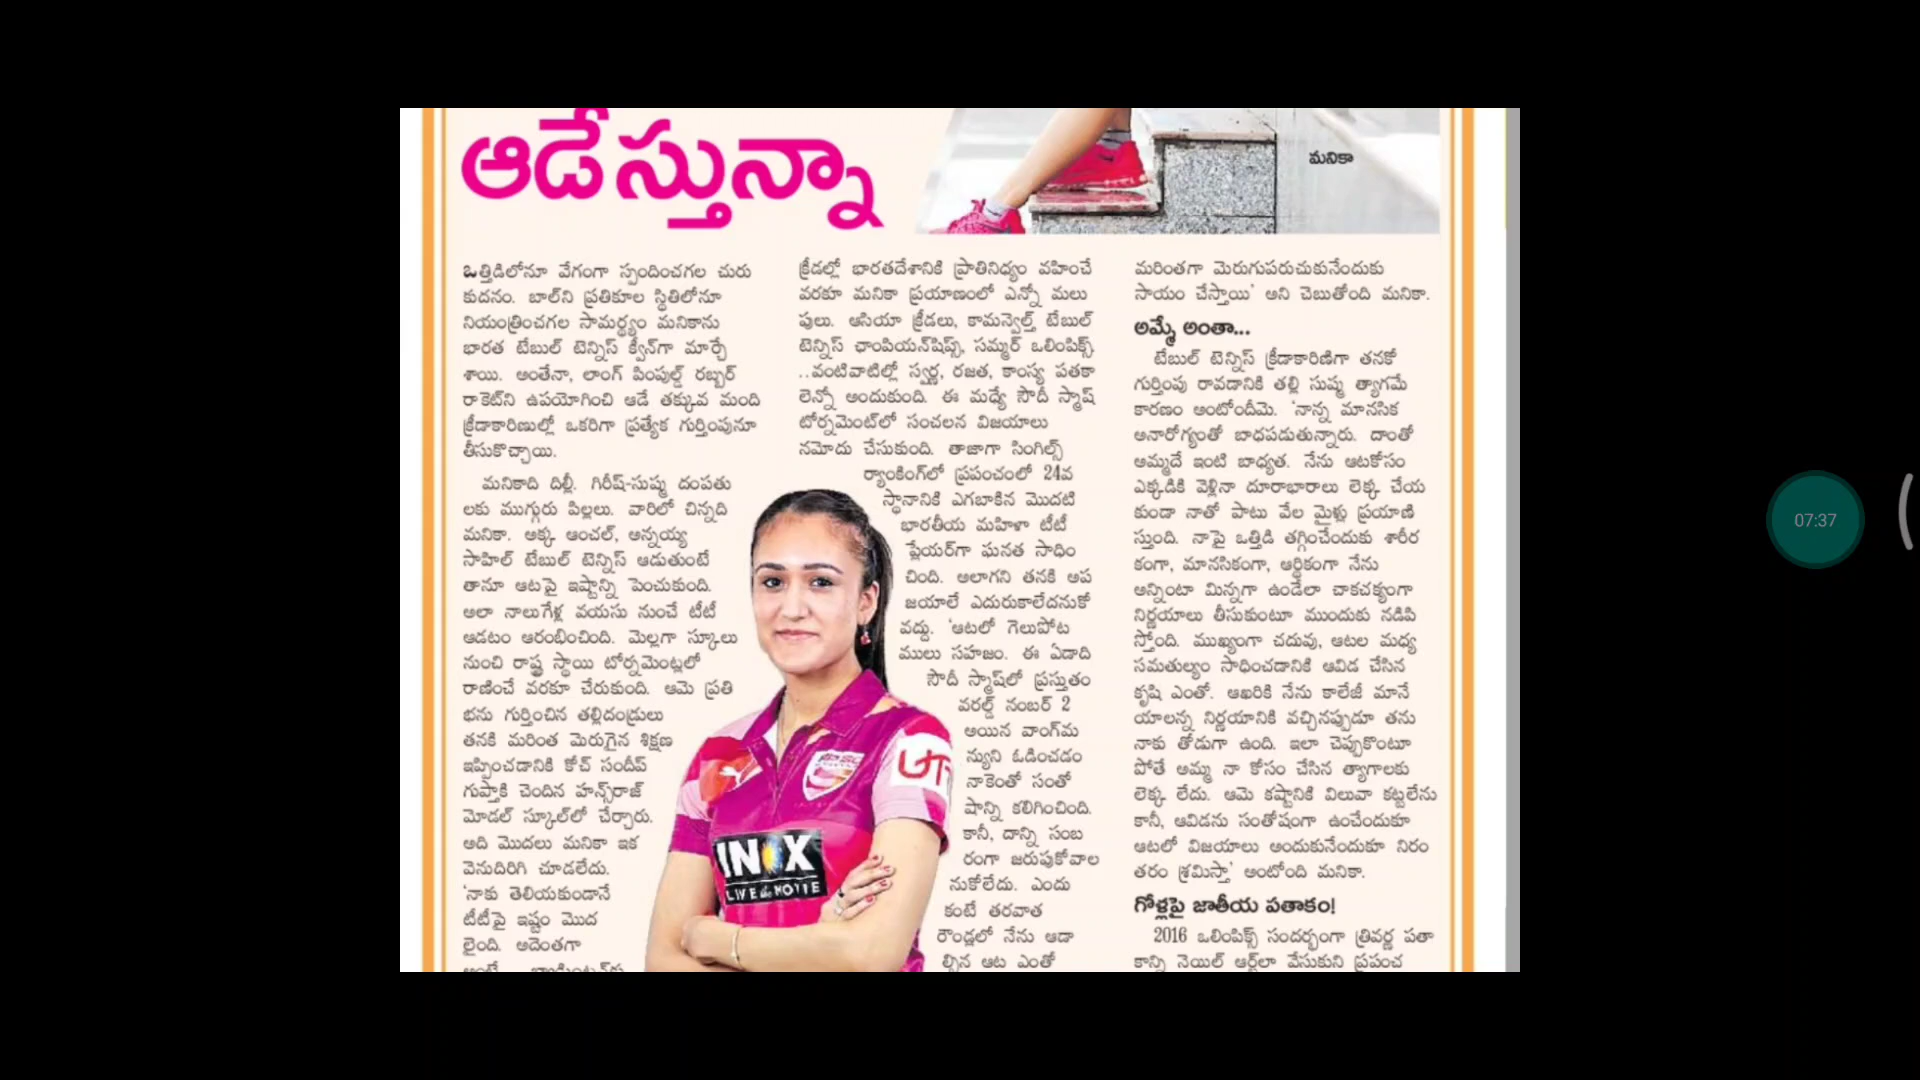 ఆడేస్తున్నా
మనికా
ఒత్తిడిలోనూ వేగంగా స్పందించగల చురు
కుదనం. బాల్‌ని ప్రతికూల స్థితిలోనూ
నియంత్రించగల సామర్థ్యం మనికాను
భారత టేబుల్ టెన్నిస్ క్వీన్‌గా మార్చే
శాయి. అంతేనా, లాంగ్ పింపుల్డ్ రబ్బర్
రాకెట్‌ని ఉపయోగించి ఆడే తక్కువ మంది
క్రీడాకారిణుల్లో ఒకరిగా ప్రత్యేక గుర్తింపునూ
తీసుకొచ్చాయి.
మనికాది దిల్లీ. గిరీష్-సుష్మ దంపతు
లకు ముగ్గురు పిల్లలు. వారిలో చిన్నది
మనికా. అక్క ఆంచల్, అన్నయ్య
సాహిల్ టేబుల్ టెన్నిస్ ఆడుతుంటే
తానూ ఆటపై ఇష్టాన్ని పెంచుకుంది.
అలా నాలుగేళ్ల వయసు నుంచే టీటీ
ఆడటం ఆరంభించింది. మెల్లగా స్కూలు
నుంచి రాష్ట్ర స్థాయి టోర్నమెంట్లలో
రాణించే వరకూ చేరుకుంది. ఆమె ప్రతి
భను గుర్తించిన తల్లిదండ్రులు
తనకి మరింత మెరుగైన శిక్షణ
ఇప్పించడానికి కోచ్ సందీప్
గుప్తాకి చెందిన హన్స్‌రాజ్
మోడల్ స్కూల్‌లో చేర్చారు.
అది మొదలు మనికా ఇక
వెనుదిరిగి చూడలేదు.
'నాకు తెలియకుండానే
టీటీపై ఇష్టం మొద
లైంది. అదెంతగా
అంటే.. బ్యాడ్మింటన్‌కు
క్రీడల్లో భారతదేశానికి ప్రాతినిధ్యం వహించే
వరకూ మనికా ప్రయాణంలో ఎన్నో మలు
పులు. ఆసియా క్రీడలు, కామన్వెల్త్ టేబుల్
టెన్నిస్ ఛాంపియన్‌షిప్స్, సమ్మర్ ఒలింపిక్స్
..వంటివాటిల్లో స్వర్ణ, రజత, కాంస్య పతకా
లెన్నో అందుకుంది. ఈ మధ్యే సౌదీ స్మాష్
టోర్నమెంట్‌లో సంచలన విజయాలు
నమోదు చేసుకుంది. తాజాగా సింగిల్స్
ర్యాంకింగ్‌లో ప్రపంచంలో 24వ
స్థానానికి ఎగబాకిన మొదటి
భారతీయ మహిళా టీటీ
ప్లేయర్‌గా ఘనత సాధిం
చింది. అలాగని తనకి అప
జయాలే ఎదురుకాలేదనుకో
వద్దు. 'ఆటలో గెలుపోట
ములు సహజం. ఈ ఏడాది
సౌదీ స్మాష్‌లో ప్రస్తుతం
వరల్డ్ నంబర్ 2
అయిన వాంగ్‌మ
న్యుని ఓడించడం
నాకెంతో సంతో
షాన్ని కలిగించింది.
కానీ, దాన్ని సంబ
రంగా జరుపుకోవాల
నుకోలేదు. ఎందు
కంటే తరవాత
రౌండ్లలో నేను ఆడా
ల్సిన ఆట ఎంతో
మరింతగా మెరుగుపరుచుకునేందుకు
సాయం చేస్తాయి' అని చెబుతోంది మనికా.
అమ్మే అంతా...
టేబుల్ టెన్నిస్ క్రీడాకారిణిగా తనకో
గుర్తింపు రావడానికి తల్లి సుష్మ త్యాగమే
కారణం అంటోందీమె. 'నాన్న మానసిక
అనారోగ్యంతో బాధపడుతున్నారు. దాంతో
అమ్మదే ఇంటి బాధ్యత. నేను ఆటకోసం
ఎక్కడికి వెళ్లినా దూరాభారాలు లెక్క చేయ
కుండా నాతో పాటు వేల మైళ్లు ప్రయాణి
స్తుంది. నాపై ఒత్తిడి తగ్గించేందుకు శారీర
కంగా, మానసికంగా, ఆర్థికంగా నేను
అన్నింటా మిన్నగా ఉండేలా చాకచక్యంగా
నిర్ణయాలు తీసుకుంటూ ముందుకు నడిపి
స్తోంది. ముఖ్యంగా చదువు, ఆటల మధ్య
సమతుల్యం సాధించడానికి ఆవిడ చేసిన
కృషి ఎంతో. ఆఖరికి నేను కాలేజీ మానే
యాలన్న నిర్ణయానికి వచ్చినప్పుడూ తను
నాకు తోడుగా ఉంది. ఇలా చెప్పుకొంటూ
పోతే అమ్మ నా కోసం చేసిన త్యాగాలకు
లెక్క లేదు. ఆమె కష్టానికి విలువా కట్టలేను
కానీ, ఆవిడను సంతోషంగా ఉంచేందుకూ
ఆటలో విజయాలు అందుకునేందుకూ నిరం
తరం శ్రమిస్తా' అంటోంది మనికా.
గోళ్లపై జాతీయ పతాకం!
2016 ఒలింపిక్స్ సందర్భంగా త్రివర్ణ పతా
కాన్ని నెయిల్ ఆర్ట్‌లా వేసుకుని ప్రపంచ
INOX
LIVE the MOVIE
UTT
07:37